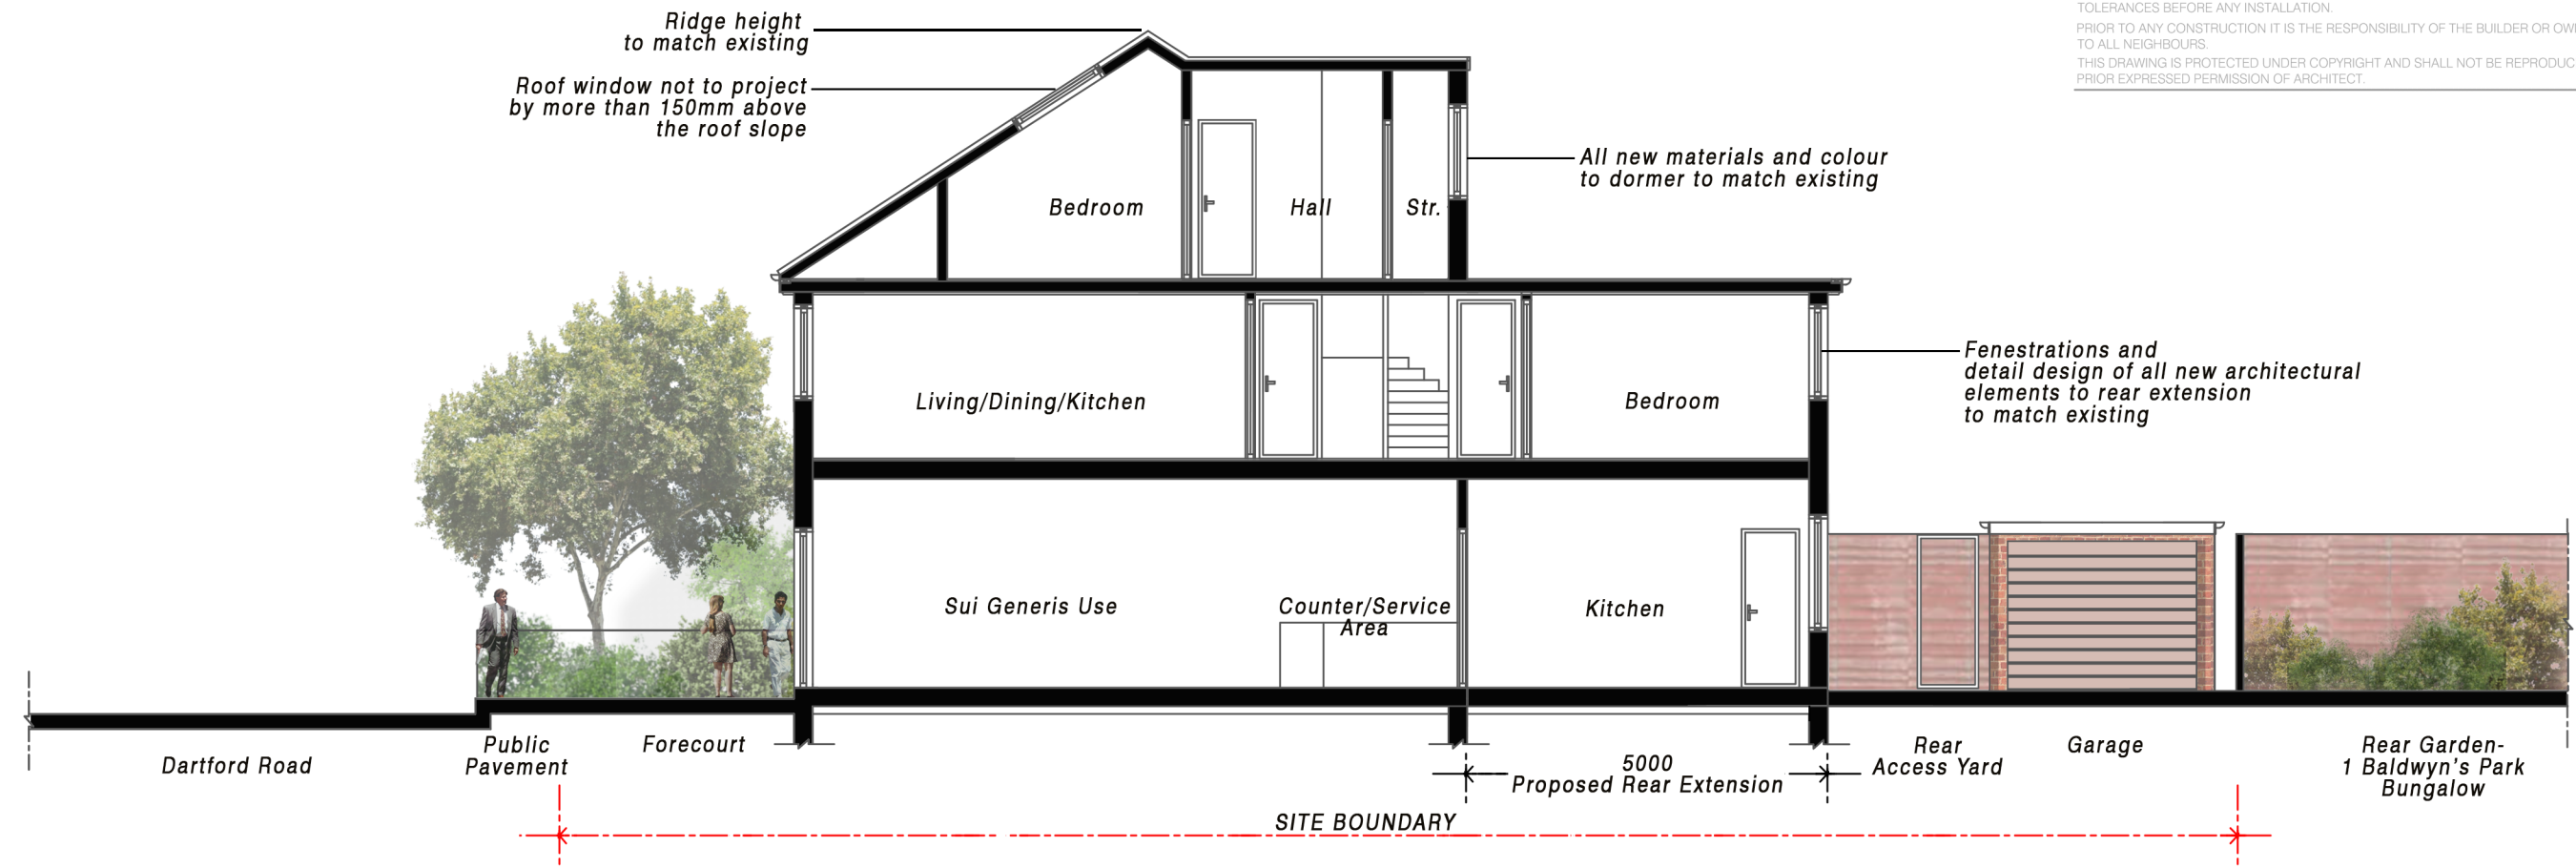 TOLERANCES BEFORE ANY INSTALLATION.
PRIOR TO ANY CONSTRUCTION IT IS THE RESPONSIBILITY OF THE BUILDER OR
TO ALL NEIGHBOURS.
THIS DRAWING IS PROTECTED UNDER COPYRIGHT AND SHALL NOT BE
PRIOR EXPRESSED PERMISSION OF ARCHITECT.
Ridge height
to match existing
Roof window not to project
by more than 150mm above
the roof slope
All new materials and colour
to dormer to match existing
Bedroom
Hall
Str.
Fenestrations and
detail design of all new architectural
elements to rear extension
to match existing
Living/Dining/Kitchen
Bedroom
Sui Generis Use
Counter/Service
Area
Kitchen
Dartford Road
Public
Pavement
Forecourt
5000
Proposed Rear Extension
Rear
Access Yard
Garage
Rear Garden-
1 Baldwyn's Park
Bungalow
SITE BOUNDARY